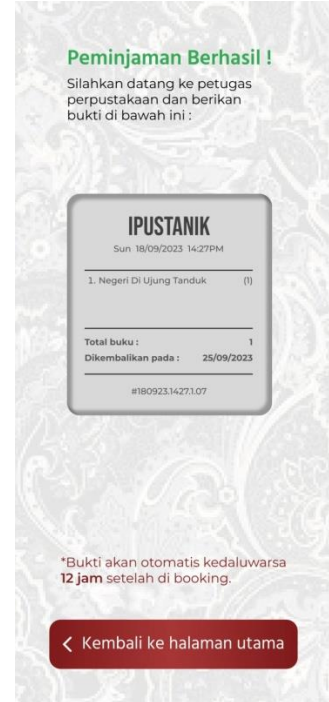 Peminjaman Berhasil !
Silahkan datang ke petugas
perpustakaan dan berikan
bukti di bawah ini :
IPUSTANIK
Sun 18/09/2023 14:27PM
1. Negeri Di Ujung Tanduk (1)
Total buku : 1
Dikembalikan pada : 25/09/2023
#180923.1427.1.07
*Bukti akan otomatis kedaluwarsa
12 jam setelah di booking.
< Kembali ke halaman utama